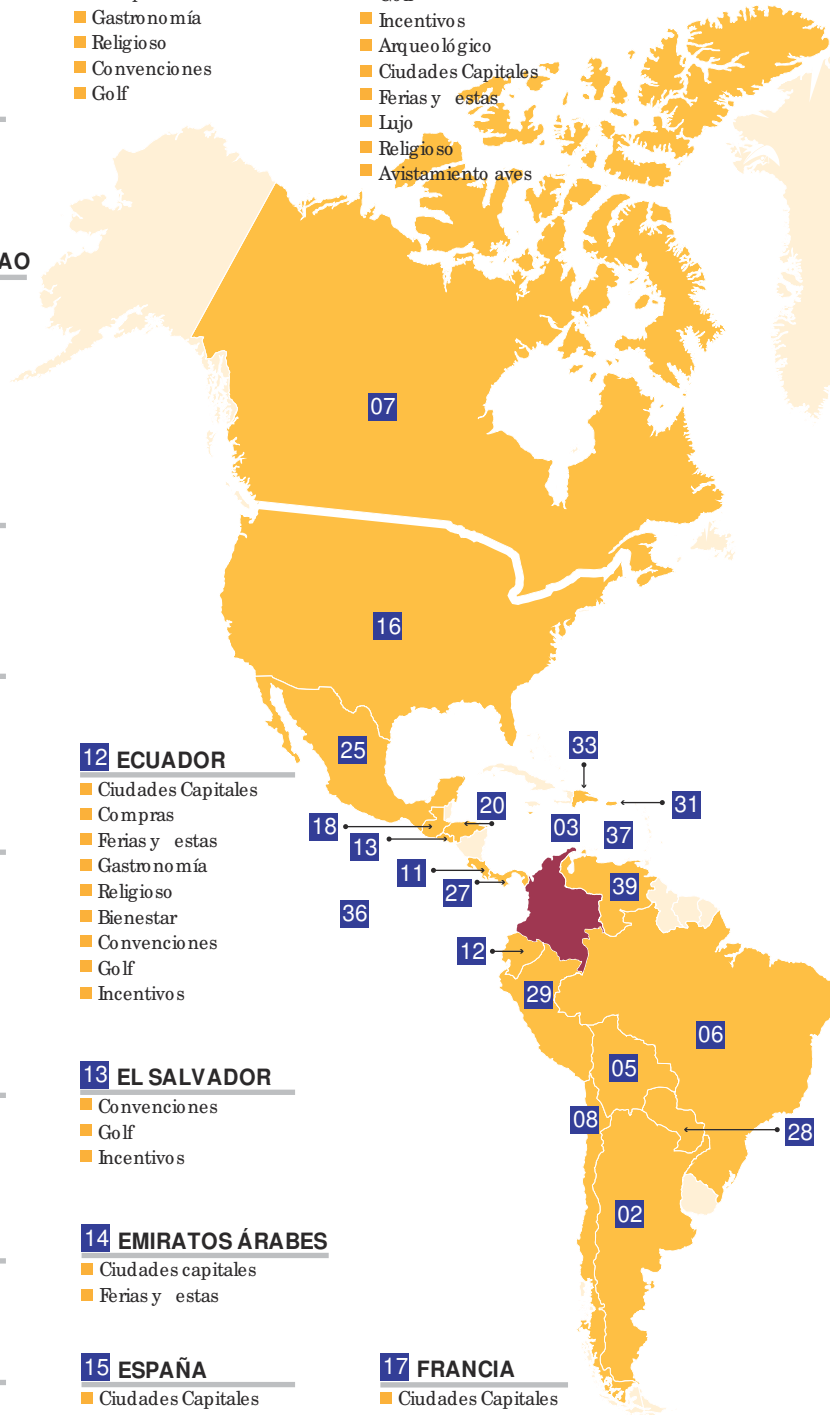 Gastronomía
Religioso
Convenciones
Golf
Incentivos
Arqueológico
Ciudades Capitales
Ferias y estas
Lujo
Religioso
Avistamiento aves
AO
07
16
25
33
31
20
18
13
03
37
11
27
39
36
12
29
06
05
08
28
02
12 ECUADOR
Ciudades Capitales
Compras
Ferias y estas
Gastronomía
Religioso
Bienestar
Convenciones
Golf
Incentivos
13 EL SALVADOR
Convenciones
Golf
Incentivos
14 EMIRATOS ÁRABES
Ciudades capitales
Ferias y estas
15 ESPAÑA
Ciudades Capitales
17 FRANCIA
Ciudades Capitales